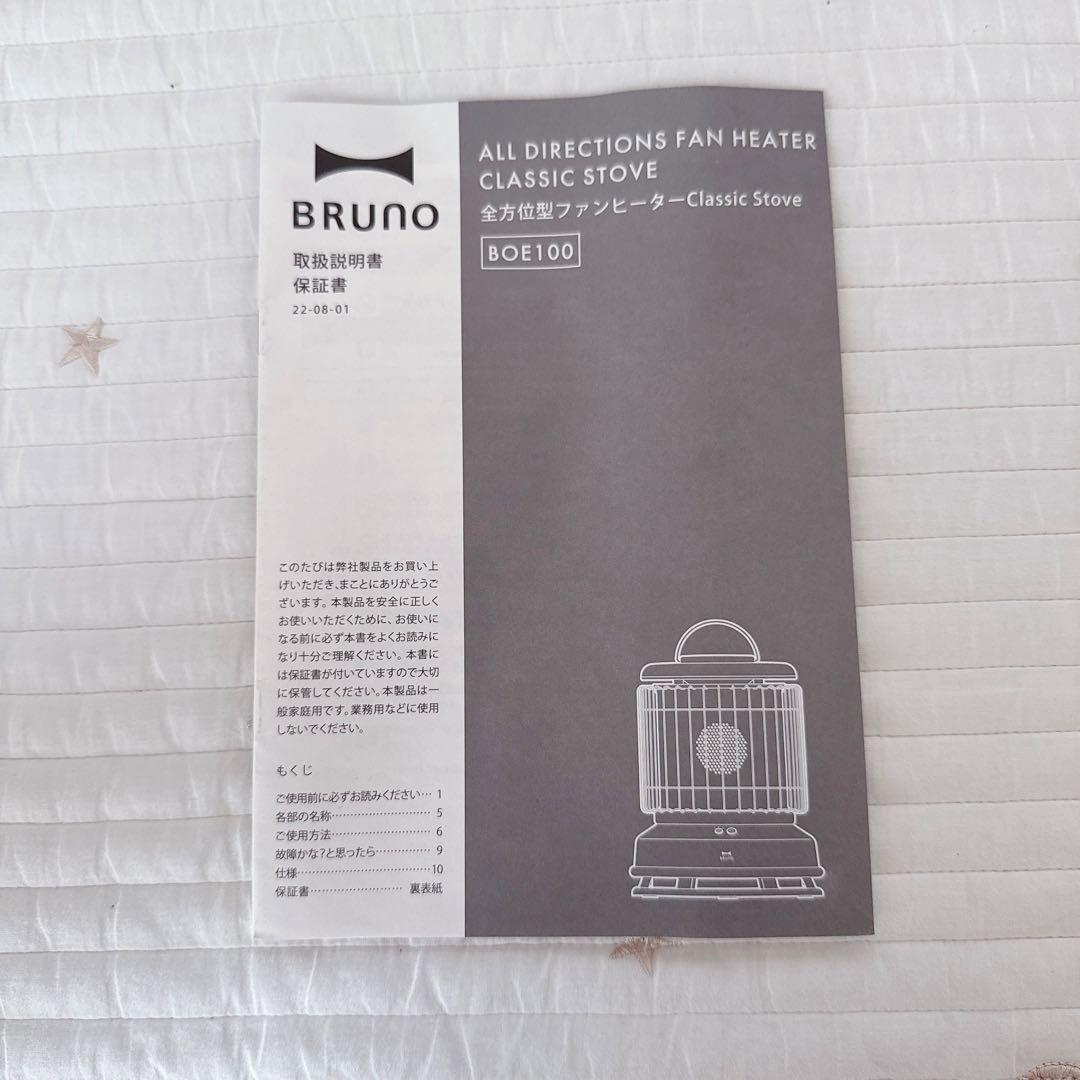 BRUNO
取扱説明書
保証書
22-08-01
ALL DIRECTIONS FAN HEATER
CLASSIC STOVE
全方位型ファンヒーターClassic Stove
BOE100
このたびは弊社製品をお買い上
げいただき、まことにありがとうご
ざいます。本製品を安全に正しく
お使いいただくために、お使いに
なる前に必ず本書をよくお読みに
なり十分ご理解ください。本書に
は保証書が付いていますので大切
に保管してください。本製品は一
般家庭用です。業務用などに使用
しないでください。
もくじ
ご使用前に必ずお読みください… 1
各部の名称……………………… 5
ご使用方法……………………… 6
故障かな?と思ったら…………… 9
仕様……………………………10
保証書…………………… 裏表紙
BRUNO